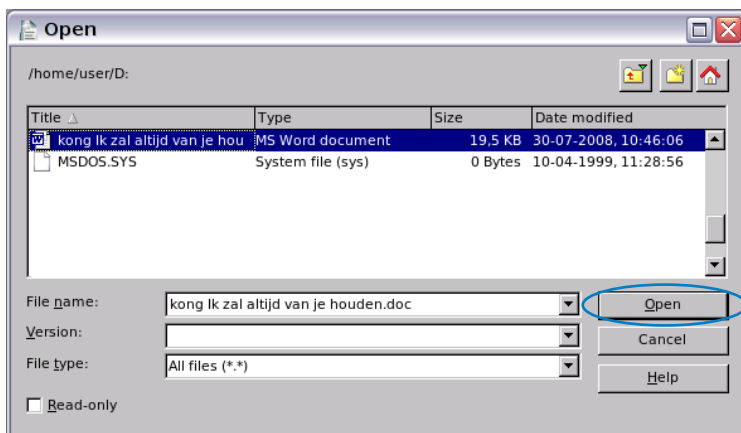 Open
/home/user/D:
Title Type Size Date modified
kong Ik zal altijd van je hou MS Word document 19,5 KB 30-07-2008, 10:46:06
MSDOS.SYS System file (sys) 0 Bytes 10-04-1999, 11:28:56
File name: kong Ik zal altijd van je houden.doc Open
Version: Cancel
File type: All files (*.*) Help
Read-only